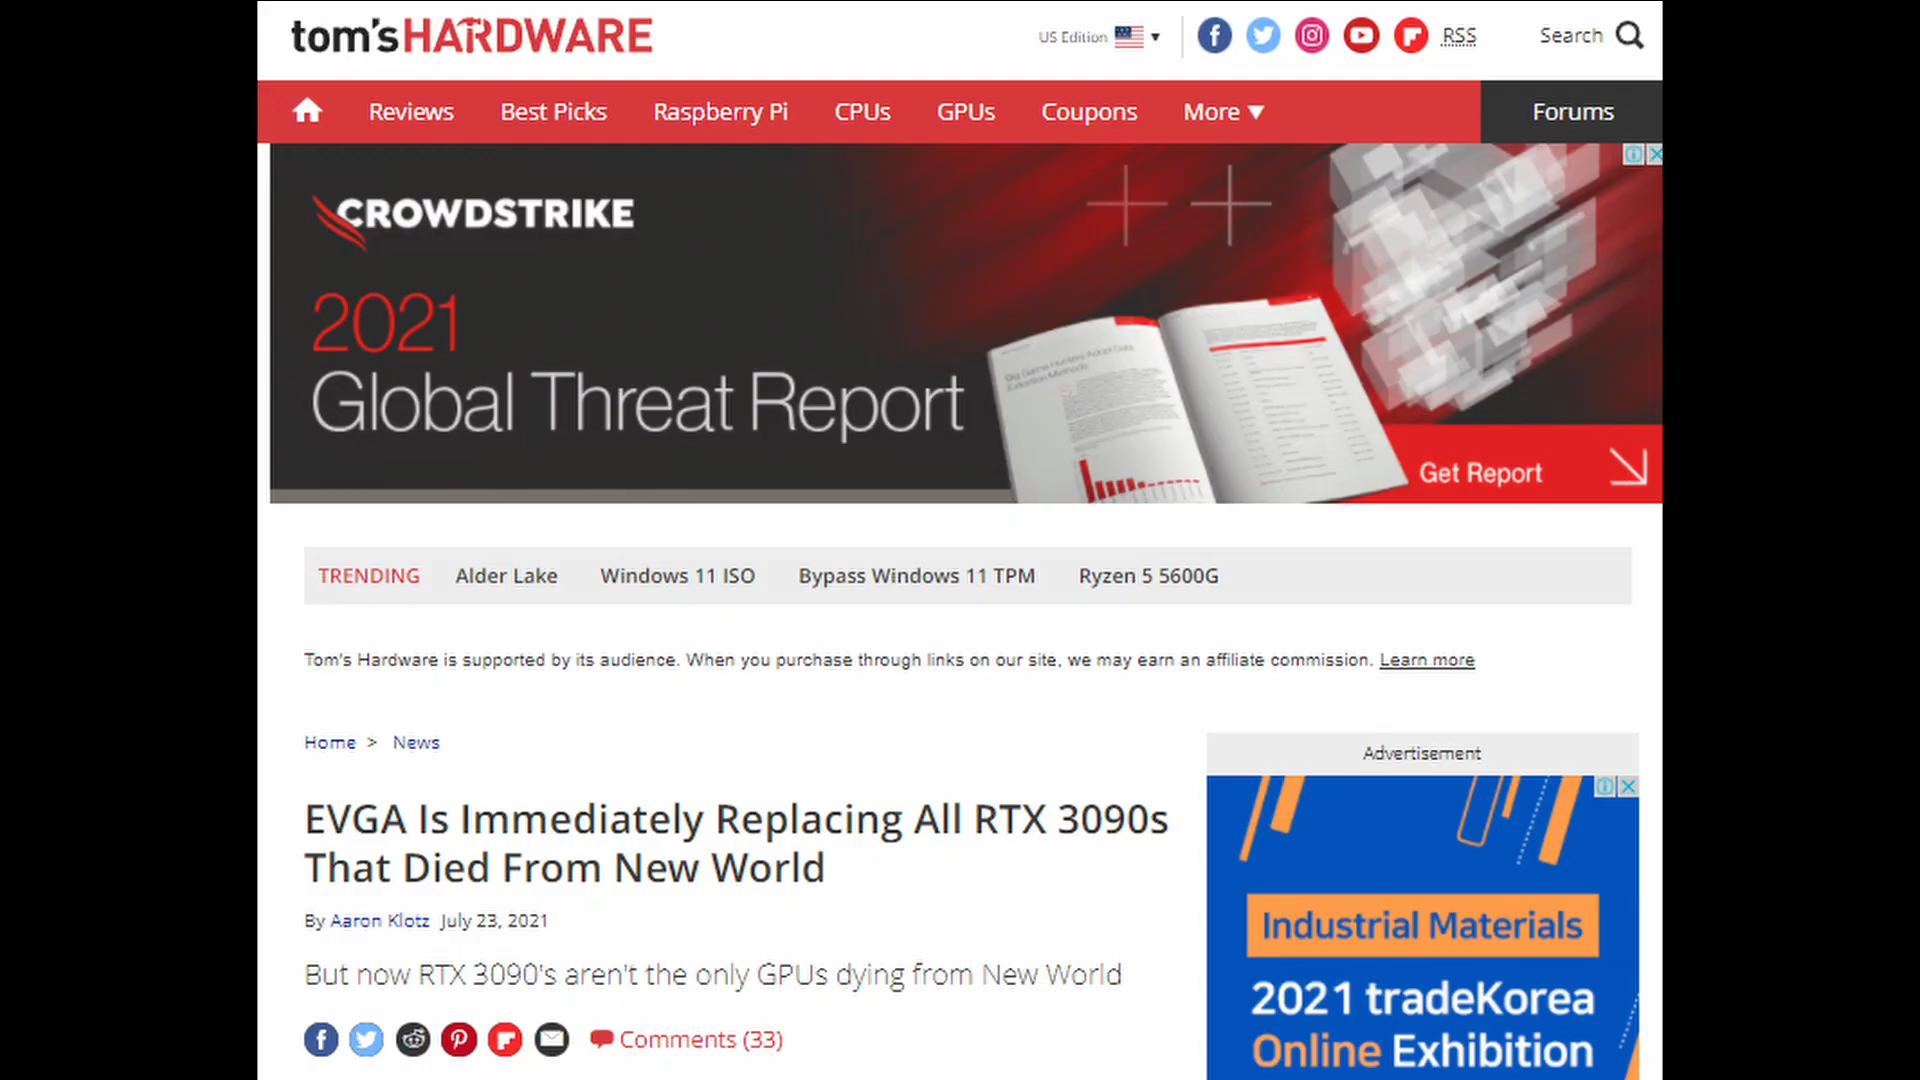 tom's HARDWARE
US Edition
RSS
Search
Reviews
Best Picks
Raspberry Pi
CPUs
GPUs
Coupons
More
Forums
CROWDSTRIKE
2021
Global Threat Report
Get Report
TRENDING
Alder Lake
Windows 11 ISO
Bypass Windows 11 TPM
Ryzen 5 5600G
Tom's Hardware is supported by its audience. When you purchase through links on our site, we may earn an affiliate commission. Learn more
Home > News
Advertisement
EVGA Is Immediately Replacing All RTX 3090s
That Died From New World
By Aaron Klotz July 23, 2021
But now RTX 3090's aren't the only GPUs dying from New World
Comments (33)
Industrial Materials
2021 tradeKorea
Online Exhibition